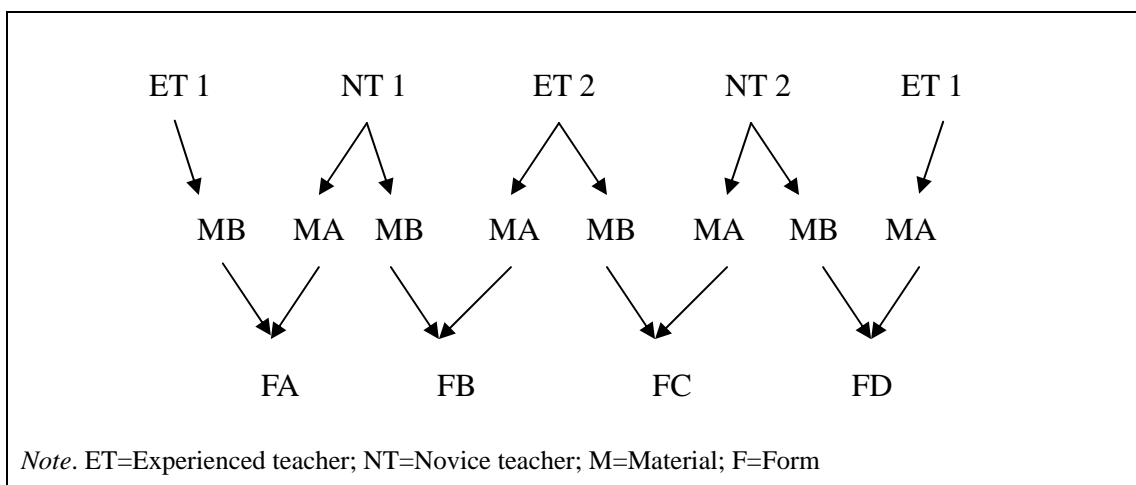 ET 1 NT 1 ET 2 NT 2 ET 1
MB MA MB MA MB MA MB MA
FA FB FC FD
Note. ET=Experienced teacher; NT=Novice teacher; M=Material; F=Form